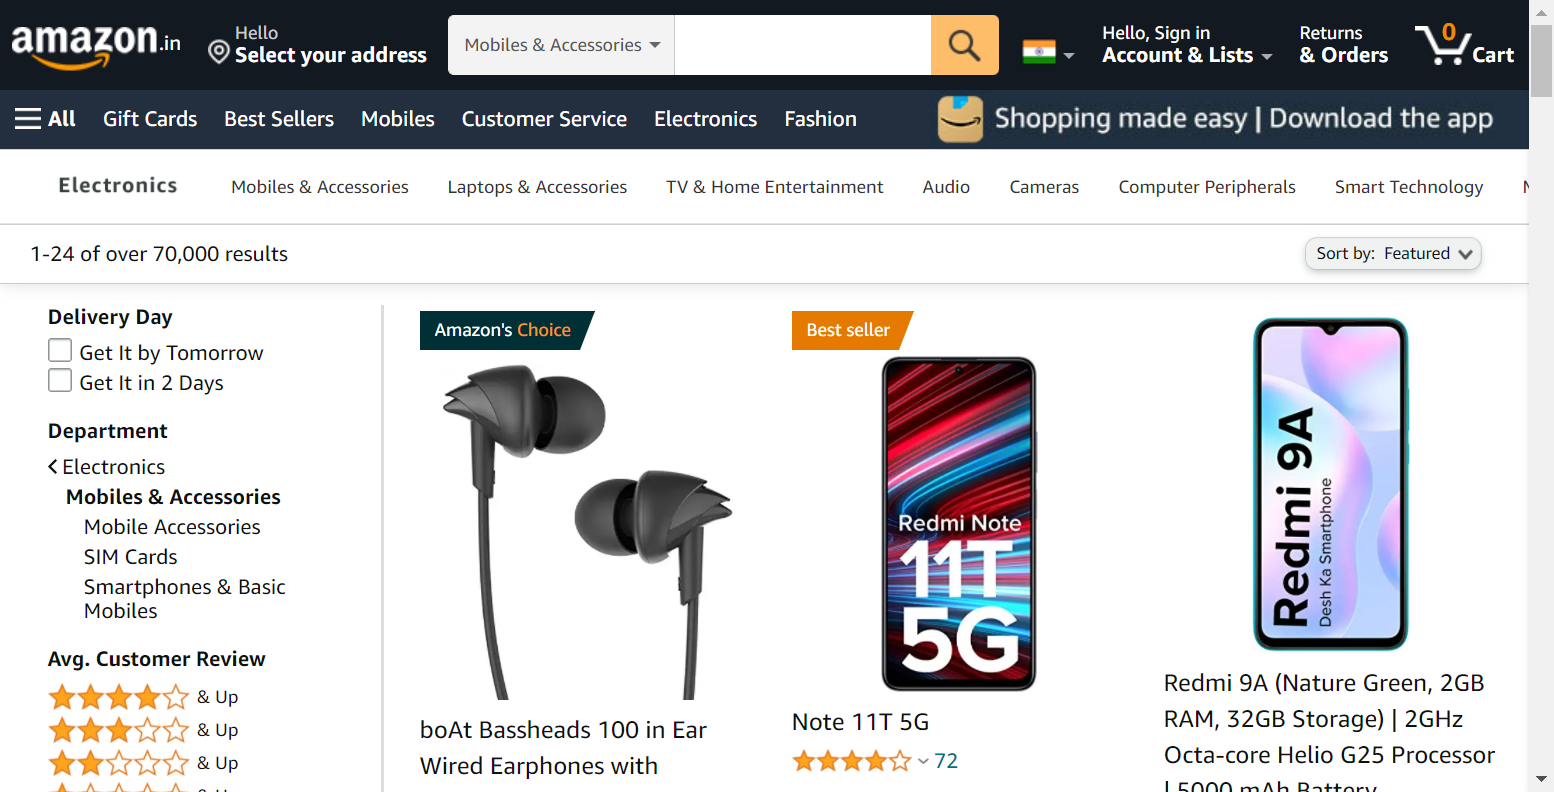 amazon.in
Hello
Select your address
Mobiles & Accessories
Hello, Sign in
Account & Lists
Returns
& Orders
0
Cart
All
Gift Cards
Best Sellers
Mobiles
Customer Service
Electronics
Fashion
Shopping made easy | Download the app
Electronics
Mobiles & Accessories
Laptops & Accessories
TV & Home Entertainment
Audio
Cameras
Computer Peripherals
Smart Technology
1-24 of over 70,000 results
Sort by: Featured
Delivery Day
Get It by Tomorrow
Get It in 2 Days
Department
Electronics
Mobiles & Accessories
Mobile Accessories
SIM Cards
Smartphones & Basic
Mobiles
Avg. Customer Review
& Up
& Up
& Up
Amazon's Choice
boAt Bassheads 100 in Ear
Wired Earphones with
Best seller
Redmi Note
11T
5G
Note 11T 5G
72
Redmi 9A
Desh Ka Smartphone
Redmi 9A (Nature Green, 2GB
RAM, 32GB Storage) | 2GHz
Octa-core Helio G25 Processor
| 5000 mAh Battery